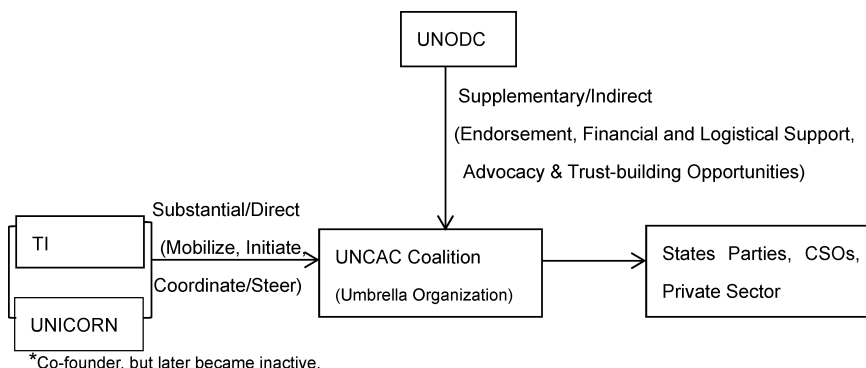 UNODC
Supplementary/Indirect
(Endorsement, Financial and Logistical Support,
Advocacy & Trust-building Opportunities)
Substantial/Direct
(Mobilize, Initiate,
Coordinate/Steer)
TI
UNICORN
*Co-founder, but later became inactive.
UNCAC Coalition
(Umbrella Organization)
States Parties, CSOs,
Private Sector